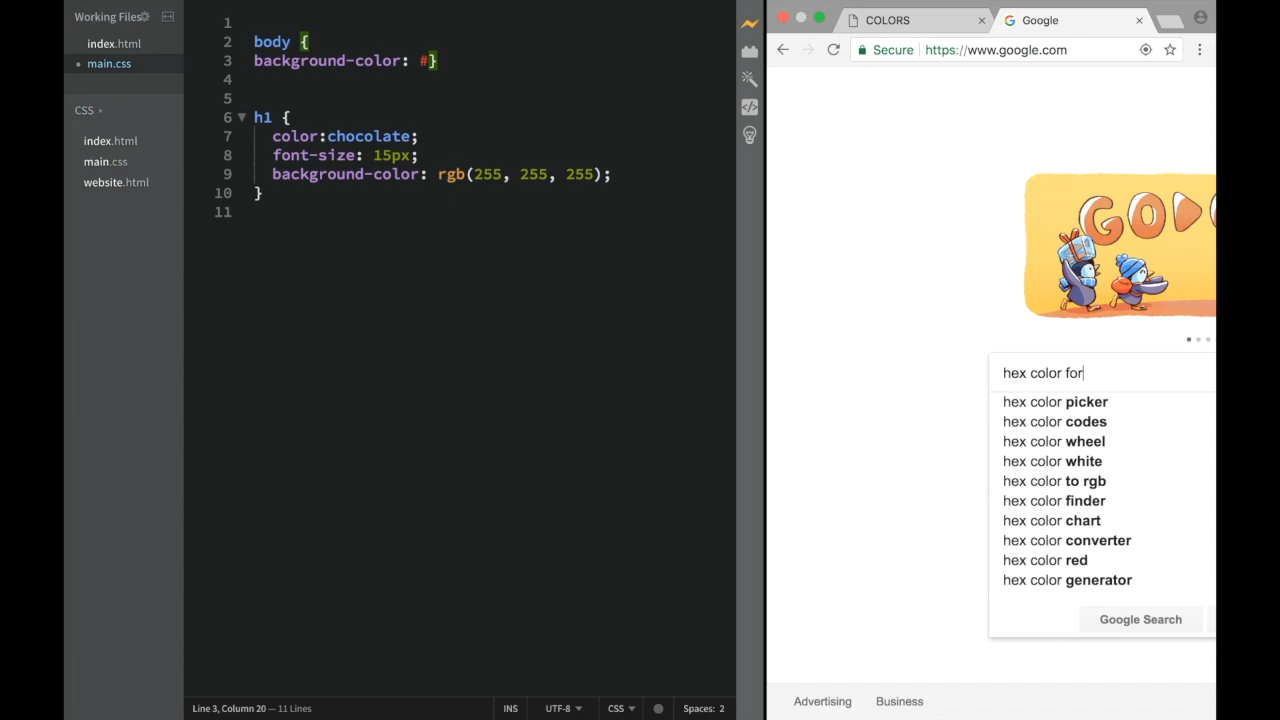 Working Files
index.html
main.css
CSS
index.html
main.css
website.html
1
2 body {
3 background-color: #}
4
5
6 h1 {
7 color:chocolate;
8 font-size: 15px;
9 background-color: rgb(255, 255, 255);
10 }
11
Line 3, Column 20 — 11 Lines
INS
UTF-8
CSS
Spaces: 2
COLORS
Google
Secure
https://www.google.com
hex color for
hex color picker
hex color codes
hex color wheel
hex color white
hex color to rgb
hex color finder
hex color chart
hex color converter
hex color red
hex color generator
Google Search
Advertising
Business